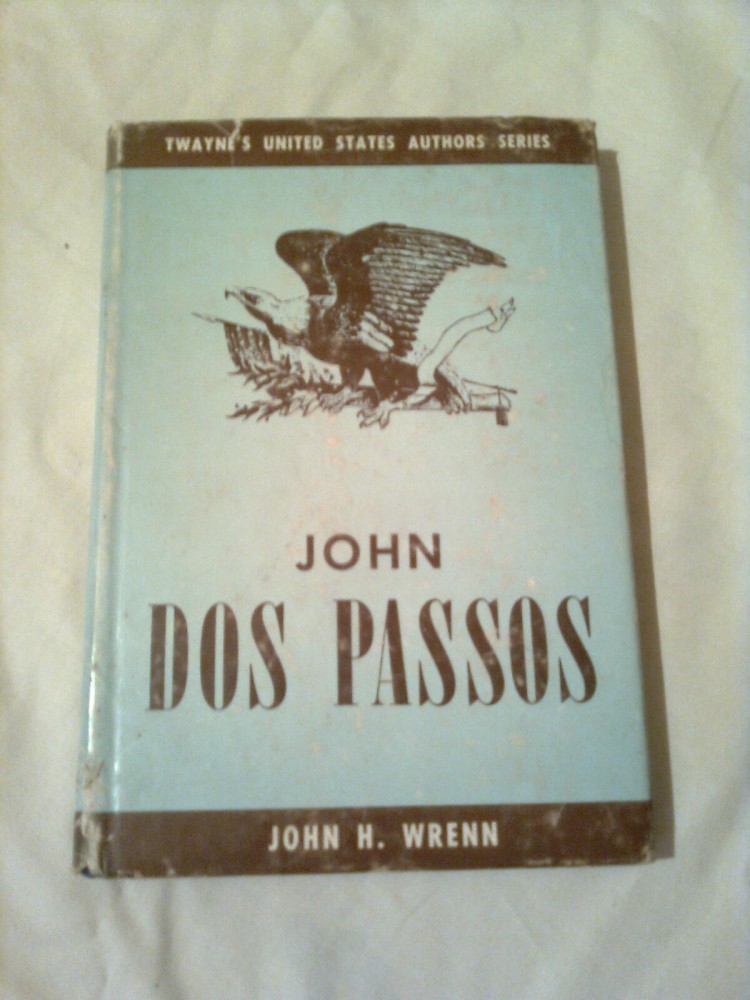 TWAYNE'S UNITED STATES AUTHORS SERIES
JOHN
DOS PASSOS
JOHN H. WRENN